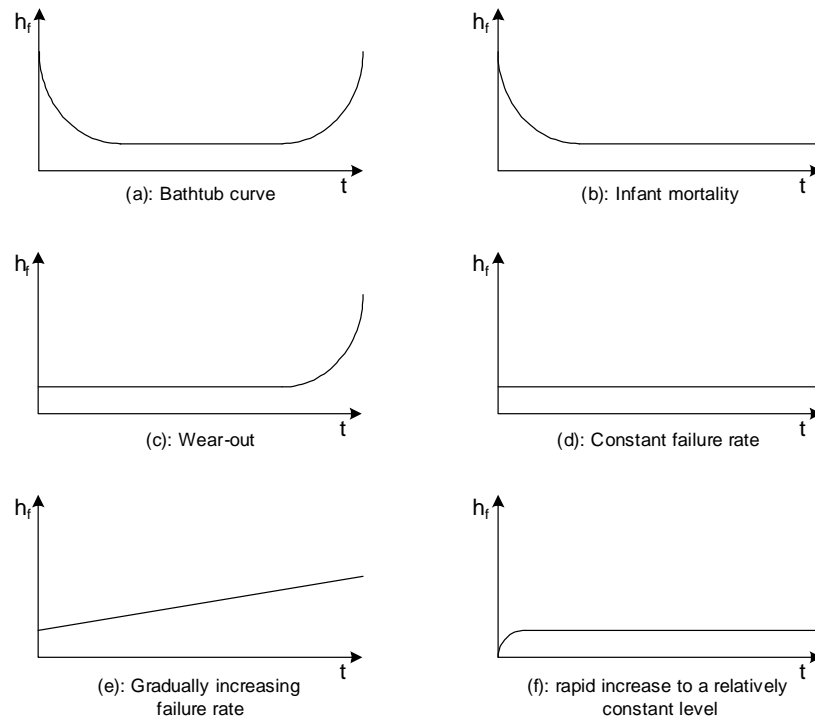 hf
t
(a): Bathtub curve
hf
t
(b): Infant mortality
hf
t
(c): Wear-out
hf
t
(d): Constant failure rate
hf
t
(e): Gradually increasing
failure rate
hf
t
(f): rapid increase to a relatively
constant level